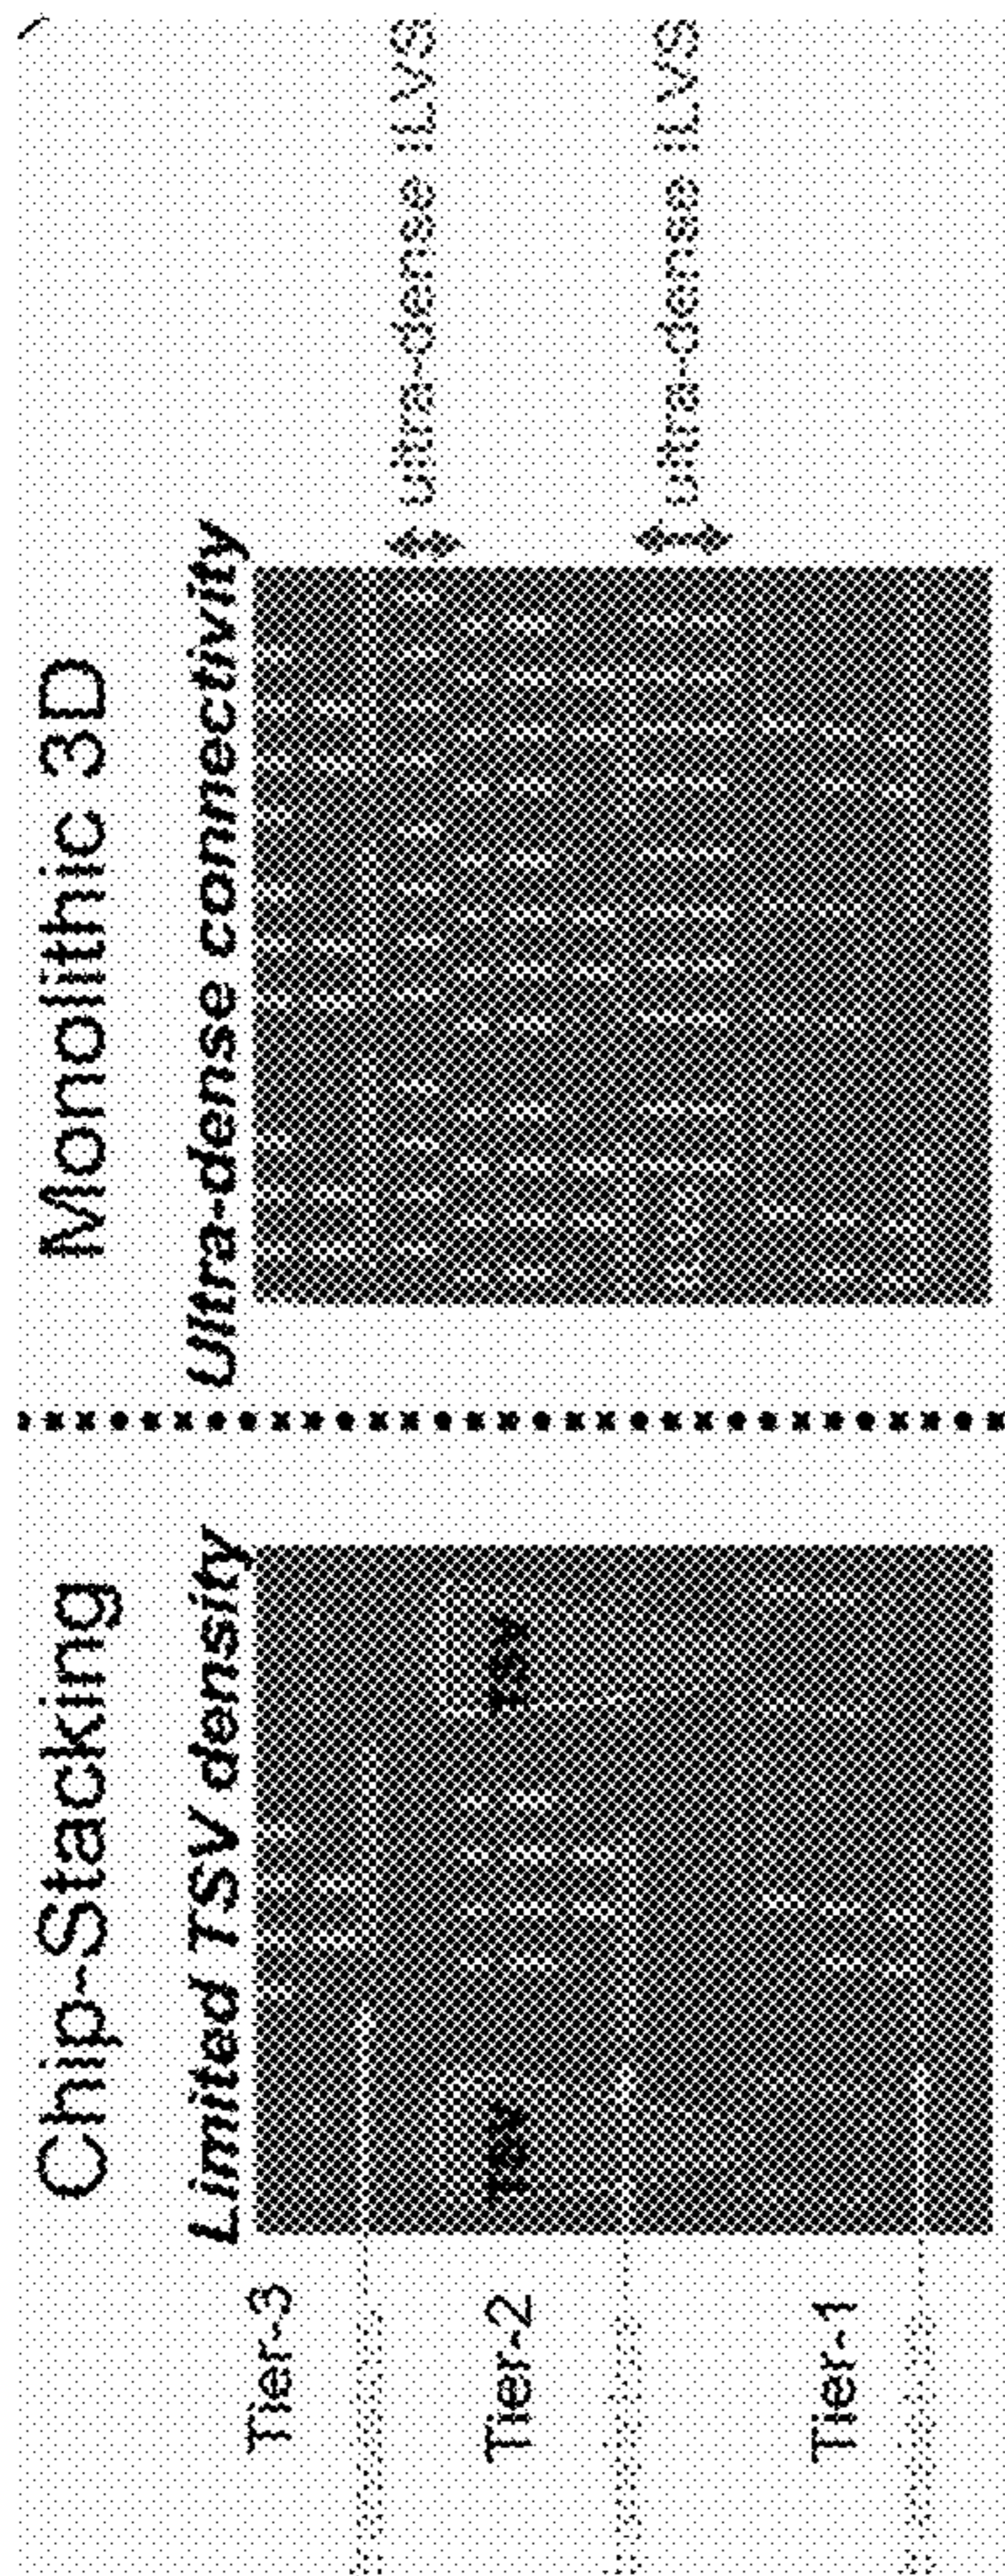 Chip-Stacking
Limited TSV density
Tier-3
Tier-2
Tier-1
TSV
TSV
Monolithic 3D
Ultra-dense connectivity
ultra-dense ILVs
ultra-dense ILVs